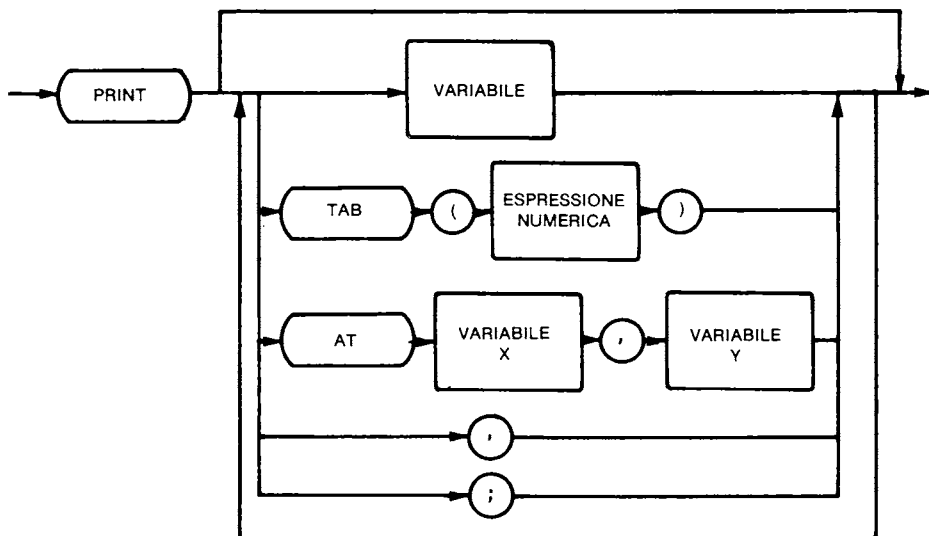 PRINT
VARIABILE
TAB ( ESPRESSIONE
NUMERICA )
AT VARIABILE
X , VARIABILE
Y
,
;